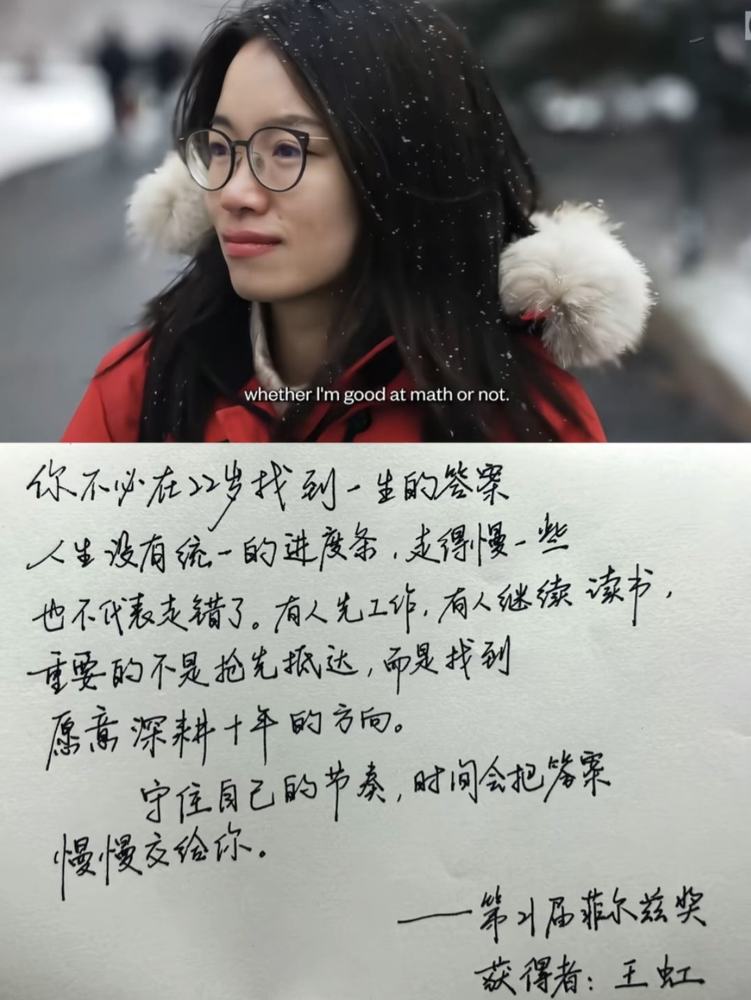 whether I'm good at math or not.
你不必在22岁找到一生的答案
人生没有统一的进度条，走得慢一些
也不代表走错了。有人先工作，有人继续读书，
重要的不是抢先抵达，而是找到
愿意深耕十年的方向。
守住自己的节奏，时间会把答案
慢慢交给你。
——第21届菲尔兹奖
获得者：王虹